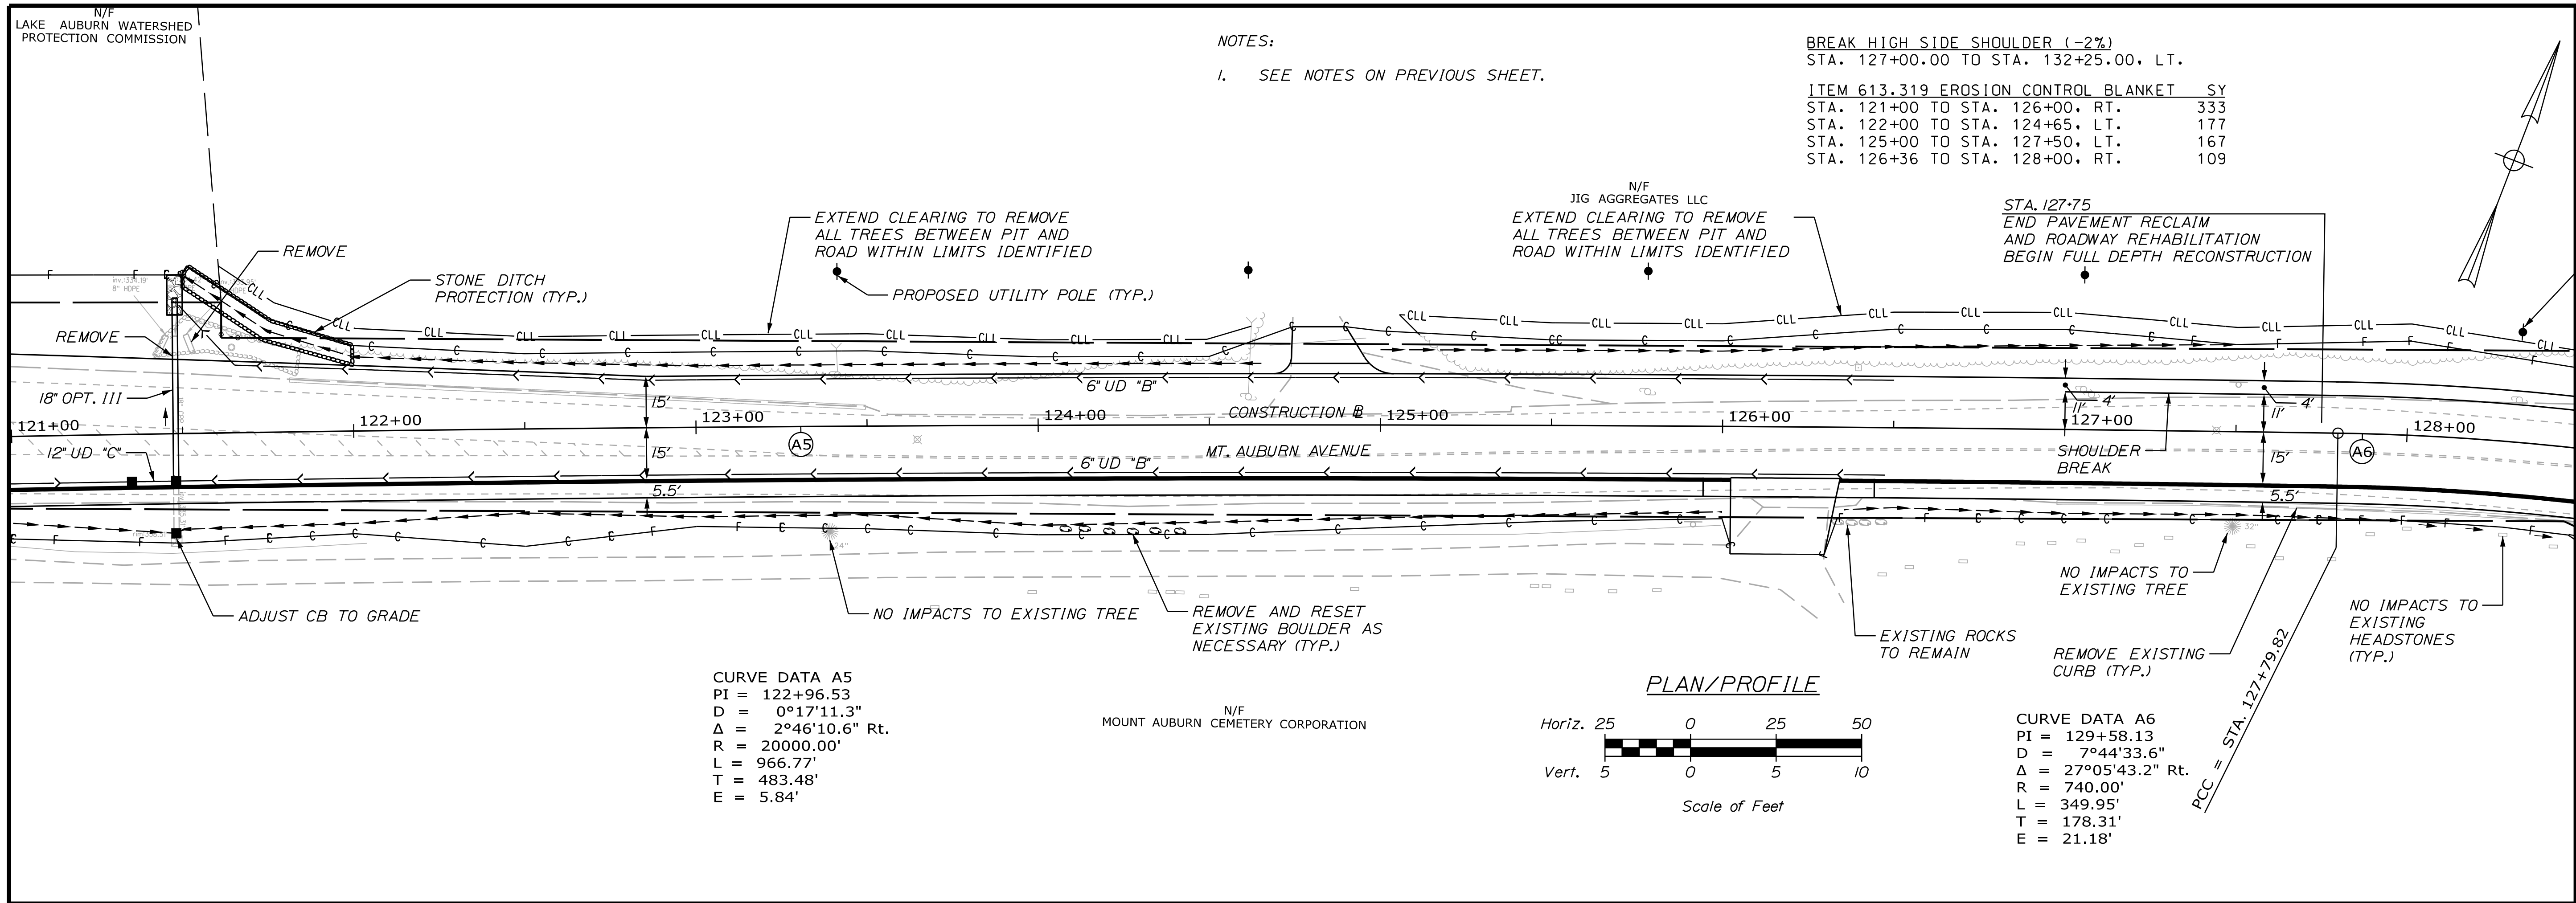 N/F
LAKE AUBURN WATERSHED
PROTECTION COMMISSION
NOTES:
1. SEE NOTES ON PREVIOUS SHEET.
BREAK HIGH SIDE SHOULDER (-2%)
STA. 127+00.00 TO STA. 132+25.00, LT.
ITEM 613.319 EROSION CONTROL BLANKET SY
STA. 121+00 TO STA. 126+00, RT. 333
STA. 122+00 TO STA. 124+65, LT. 177
STA. 125+00 TO STA. 127+50, LT. 167
STA. 126+36 TO STA. 128+00, RT. 109
REMOVE
STONE DITCH
PROTECTION (TYP.)
EXTEND CLEARING TO REMOVE
ALL TREES BETWEEN PIT AND
ROAD WITHIN LIMITS IDENTIFIED
PROPOSED UTILITY POLE (TYP.)
N/F
JIG AGGREGATES LLC
EXTEND CLEARING TO REMOVE
ALL TREES BETWEEN PIT AND
ROAD WITHIN LIMITS IDENTIFIED
STA. 127+75
END PAVEMENT RECLAIM
AND ROADWAY REHABILITATION
BEGIN FULL DEPTH RECONSTRUCTION
8" HDPE
REMOVE
18" OPT. III
6" UD "B"
15'
4'
11'
4'
11'
121+00
122+00
123+00
124+00
CONSTRUCTION
125+00
126+00
127+00
128+00
A5
A6
12" UD "C"
15'
6" UD "B"
MT. AUBURN AVENUE
SHOULDER
BREAK
15'
5.5'
5.5'
24"
32"
ADJUST CB TO GRADE
NO IMPACTS TO EXISTING TREE
REMOVE AND RESET
EXISTING BOULDER AS
NECESSARY (TYP.)
EXISTING ROCKS
TO REMAIN
NO IMPACTS TO
EXISTING TREE
REMOVE EXISTING
CURB (TYP.)
NO IMPACTS TO
EXISTING
HEADSTONES
(TYP.)
PCC = STA. 127+79.82
CURVE DATA A5
PI = 122+96.53
D = 0°17'11.3"
Δ = 2°46'10.6" Rt.
R = 20000.00'
L = 966.77'
T = 483.48'
E = 5.84'
N/F
MOUNT AUBURN CEMETERY CORPORATION
PLAN/PROFILE
Horiz. 25 0 25 50
Vert. 5 0 5 10
Scale of Feet
CURVE DATA A6
PI = 129+58.13
D = 7°44'33.6"
Δ = 27°05'43.2" Rt.
R = 740.00'
L = 349.95'
T = 178.31'
E = 21.18'